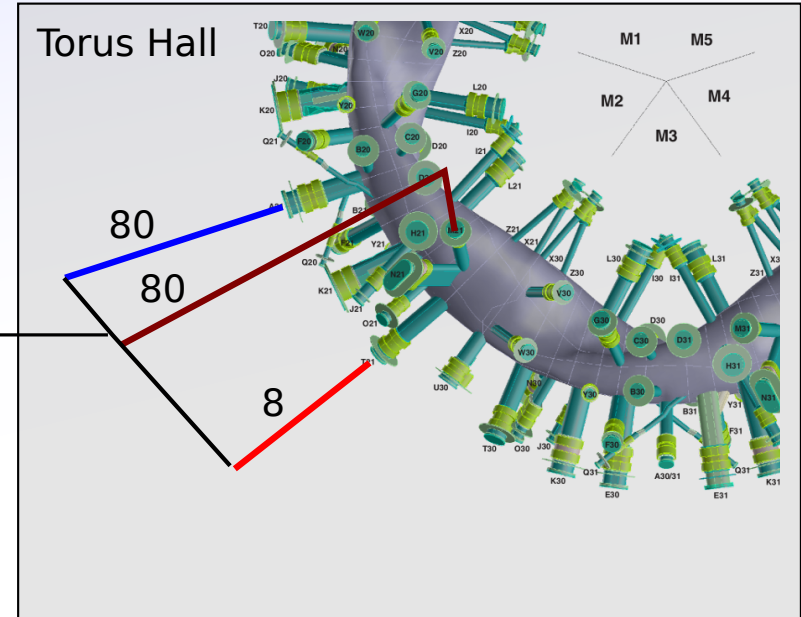 Torus Hall
M1
M5
M2
M4
M3
80
80
8
T20
W20
X20
O20
N20
V20
Z20
J20
G20
L20
K20
Y20
I20
Q21
F20
C20
D20
B20
I21
L21
B21
H21
Y21
Z21
X21
Q20
N21
K21
J21
O21
X30
Z30
V30
L30
I30
I31
L31
Z31
G30
D30
C30
D31
M31
W30
H31
U30
N30
Y30
B30
B31
Y31
N31
T30
O30
J30
F30
F31
K30
Q31
A30/31
Q31
K31
E30
E31